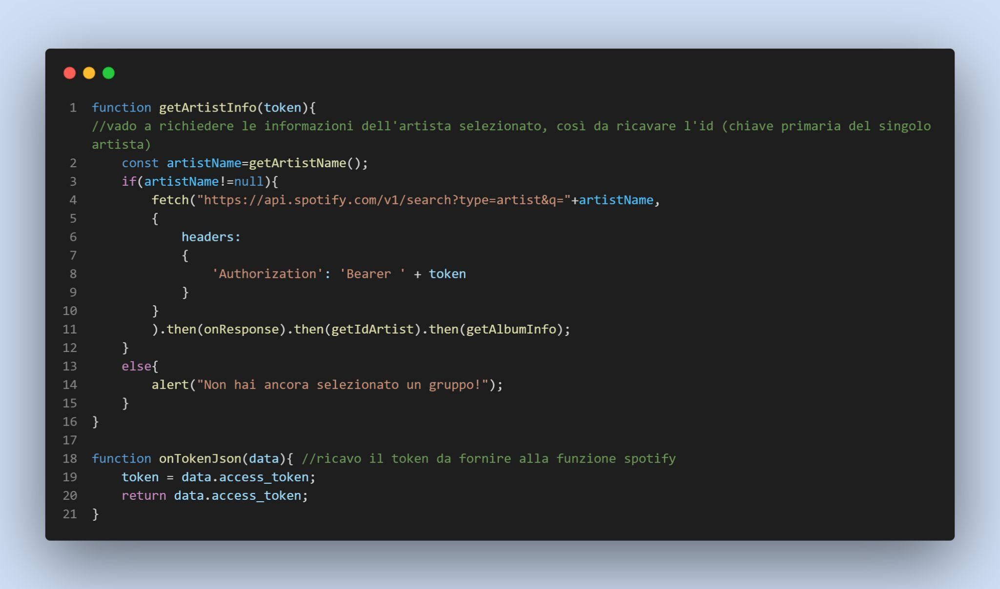 1 function getArtistInfo(token){
//vado a richiedere le informazioni dell'artista selezionato, così da ricavare l'id (chiave primaria del singolo
artista)
2     const artistName=getArtistName();
3     if(artistName!=null){
4         fetch("https://api.spotify.com/v1/search?type=artist&q="+artistName,
5         {
6             headers:
7             {
8                 'Authorization': 'Bearer ' + token
9             }
10         }
11         ).then(onResponse).then(getIdArtist).then(getAlbumInfo);
12     }
13     else{
14         alert("Non hai ancora selezionato un gruppo!");
15     }
16 }
17
18 function onTokenJson(data){ //ricavo il token da fornire alla funzione spotify
19     token = data.access_token;
20     return data.access_token;
21 }